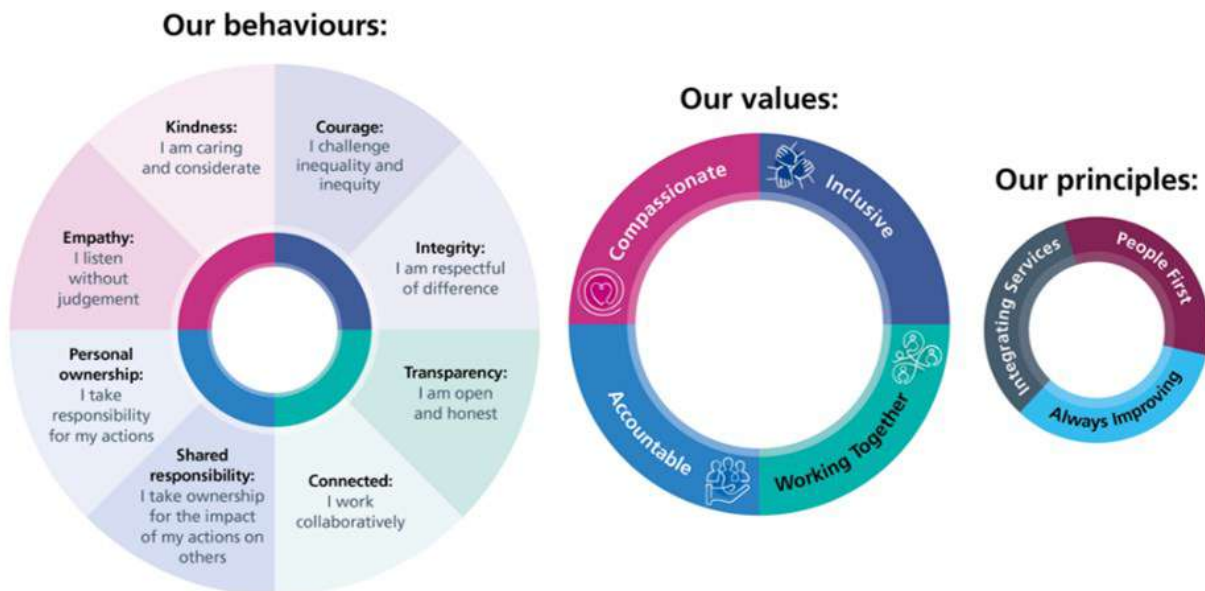 Our behaviours:
Kindness:
I am caring
and considerate
Courage:
I challenge
inequality and
inequity
Integrity:
I am respectful
of difference
Transparency:
I am open
and honest
Connected:
I work
collaboratively
Shared
responsibility:
I take ownership
for the impact
of my actions on
others
Personal
ownership:
I take
responsibility
for my actions
Empathy:
I listen
without
judgement
Our values:
Compassionate
Inclusive
Working Together
Accountable
Our principles:
Integrating Services
People First
Always Improving